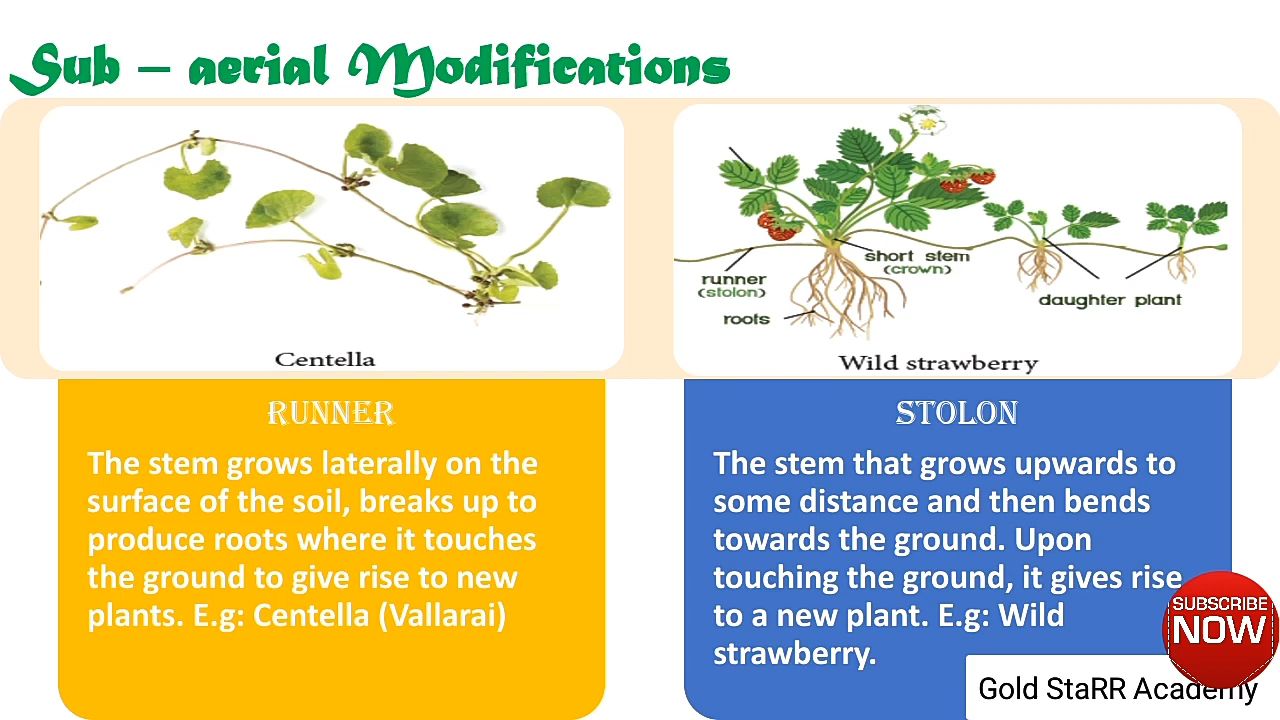 Sub – aerial Modifications
Centella
runner
(stolon)
roots
short stem
(crown)
daughter plant
Wild strawberry
RUNNER
The stem grows laterally on the
surface of the soil, breaks up to
produce roots where it touches
the ground to give rise to new
plants. E.g: Centella (Vallarai)
STOLON
The stem that grows upwards to
some distance and then bends
towards the ground. Upon
touching the ground, it gives rise
to a new plant. E.g: Wild
strawberry.
SUBSCRIBE
NOW
Gold StaRR Academy